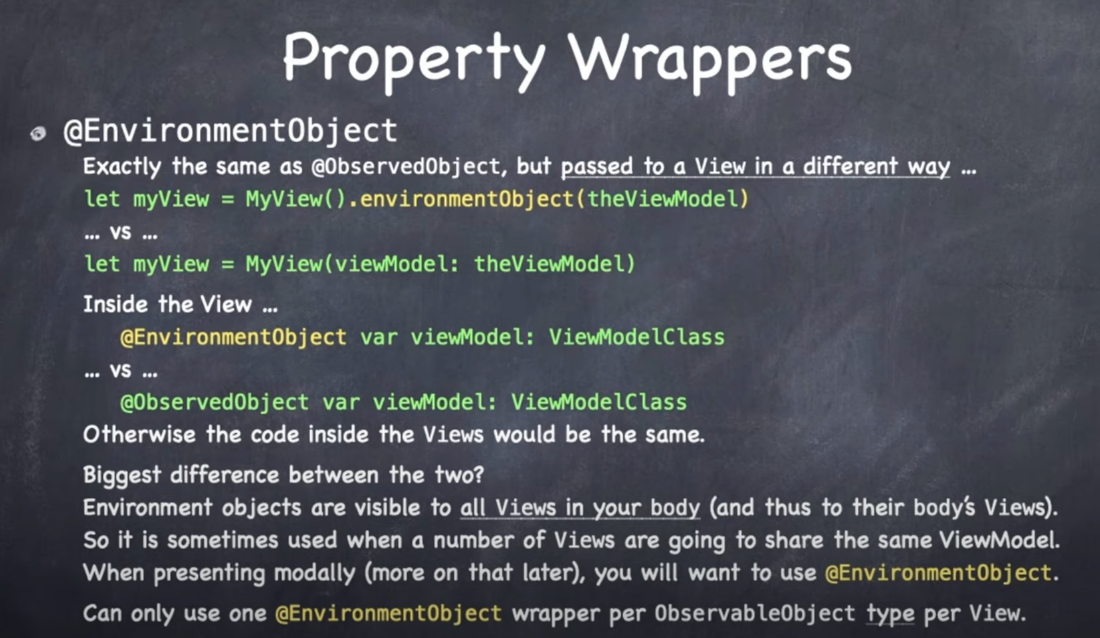 Property Wrappers
@EnvironmentObject
Exactly the same as @ObservedObject, but passed to a View in a different way …
let myView = MyView().environmentObject(theViewModel)
… vs …
let myView = MyView(viewModel: theViewModel)
Inside the View …
@EnvironmentObject var viewModel: ViewModelClass
… vs …
@ObservedObject var viewModel: ViewModelClass
Otherwise the code inside the Views would be the same.
Biggest difference between the two?
Environment objects are visible to all Views in your body (and thus to their body's Views).
So it is sometimes used when a number of Views are going to share the same ViewModel.
When presenting modally (more on that later), you will want to use @EnvironmentObject.
Can only use one @EnvironmentObject wrapper per ObservableObject type per View.